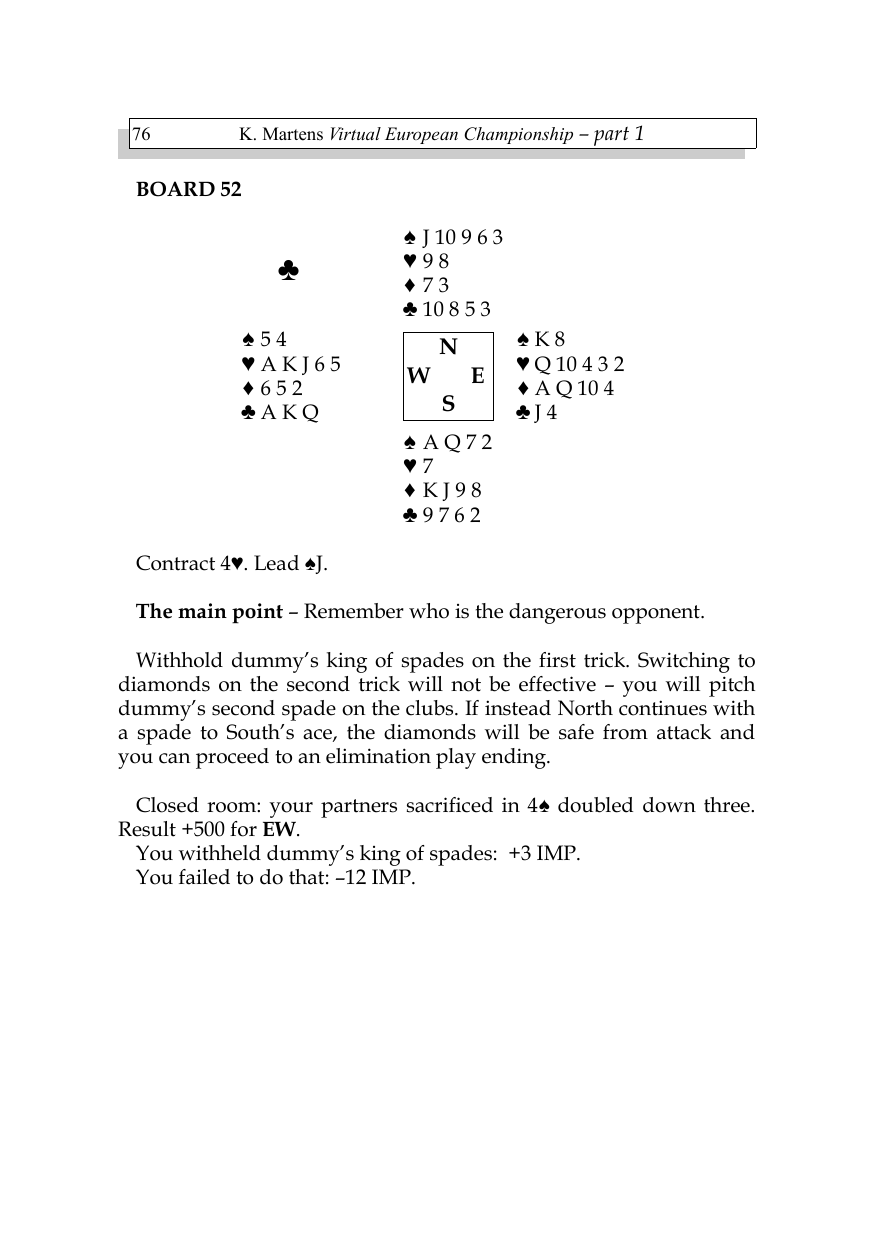 76 K. Martens Virtual European Championship – part 1
BOARD 52
♠ J 10 9 6 3
♣
♥ 9 8
♦ 7 3
♣ 10 8 5 3
♠ 5 4
♥ A K J 6 5
♦ 6 5 2
♣ A K Q
N
W E
S
♠ K 8
♥ Q 10 4 3 2
♦ A Q 10 4
♣ J 4
♠ A Q 7 2
♥ 7
♦ K J 9 8
♣ 9 7 6 2
Contract 4♥. Lead ♠J.
The main point – Remember who is the dangerous opponent.
Withhold dummy’s king of spades on the first trick. Switching to
diamonds on the second trick will not be effective – you will pitch
dummy’s second spade on the clubs. If instead North continues with
a spade to South’s ace, the diamonds will be safe from attack and
you can proceed to an elimination play ending.
Closed room: your partners sacrificed in 4♠ doubled down three.
Result +500 for EW.
You withheld dummy’s king of spades: +3 IMP.
You failed to do that: –12 IMP.